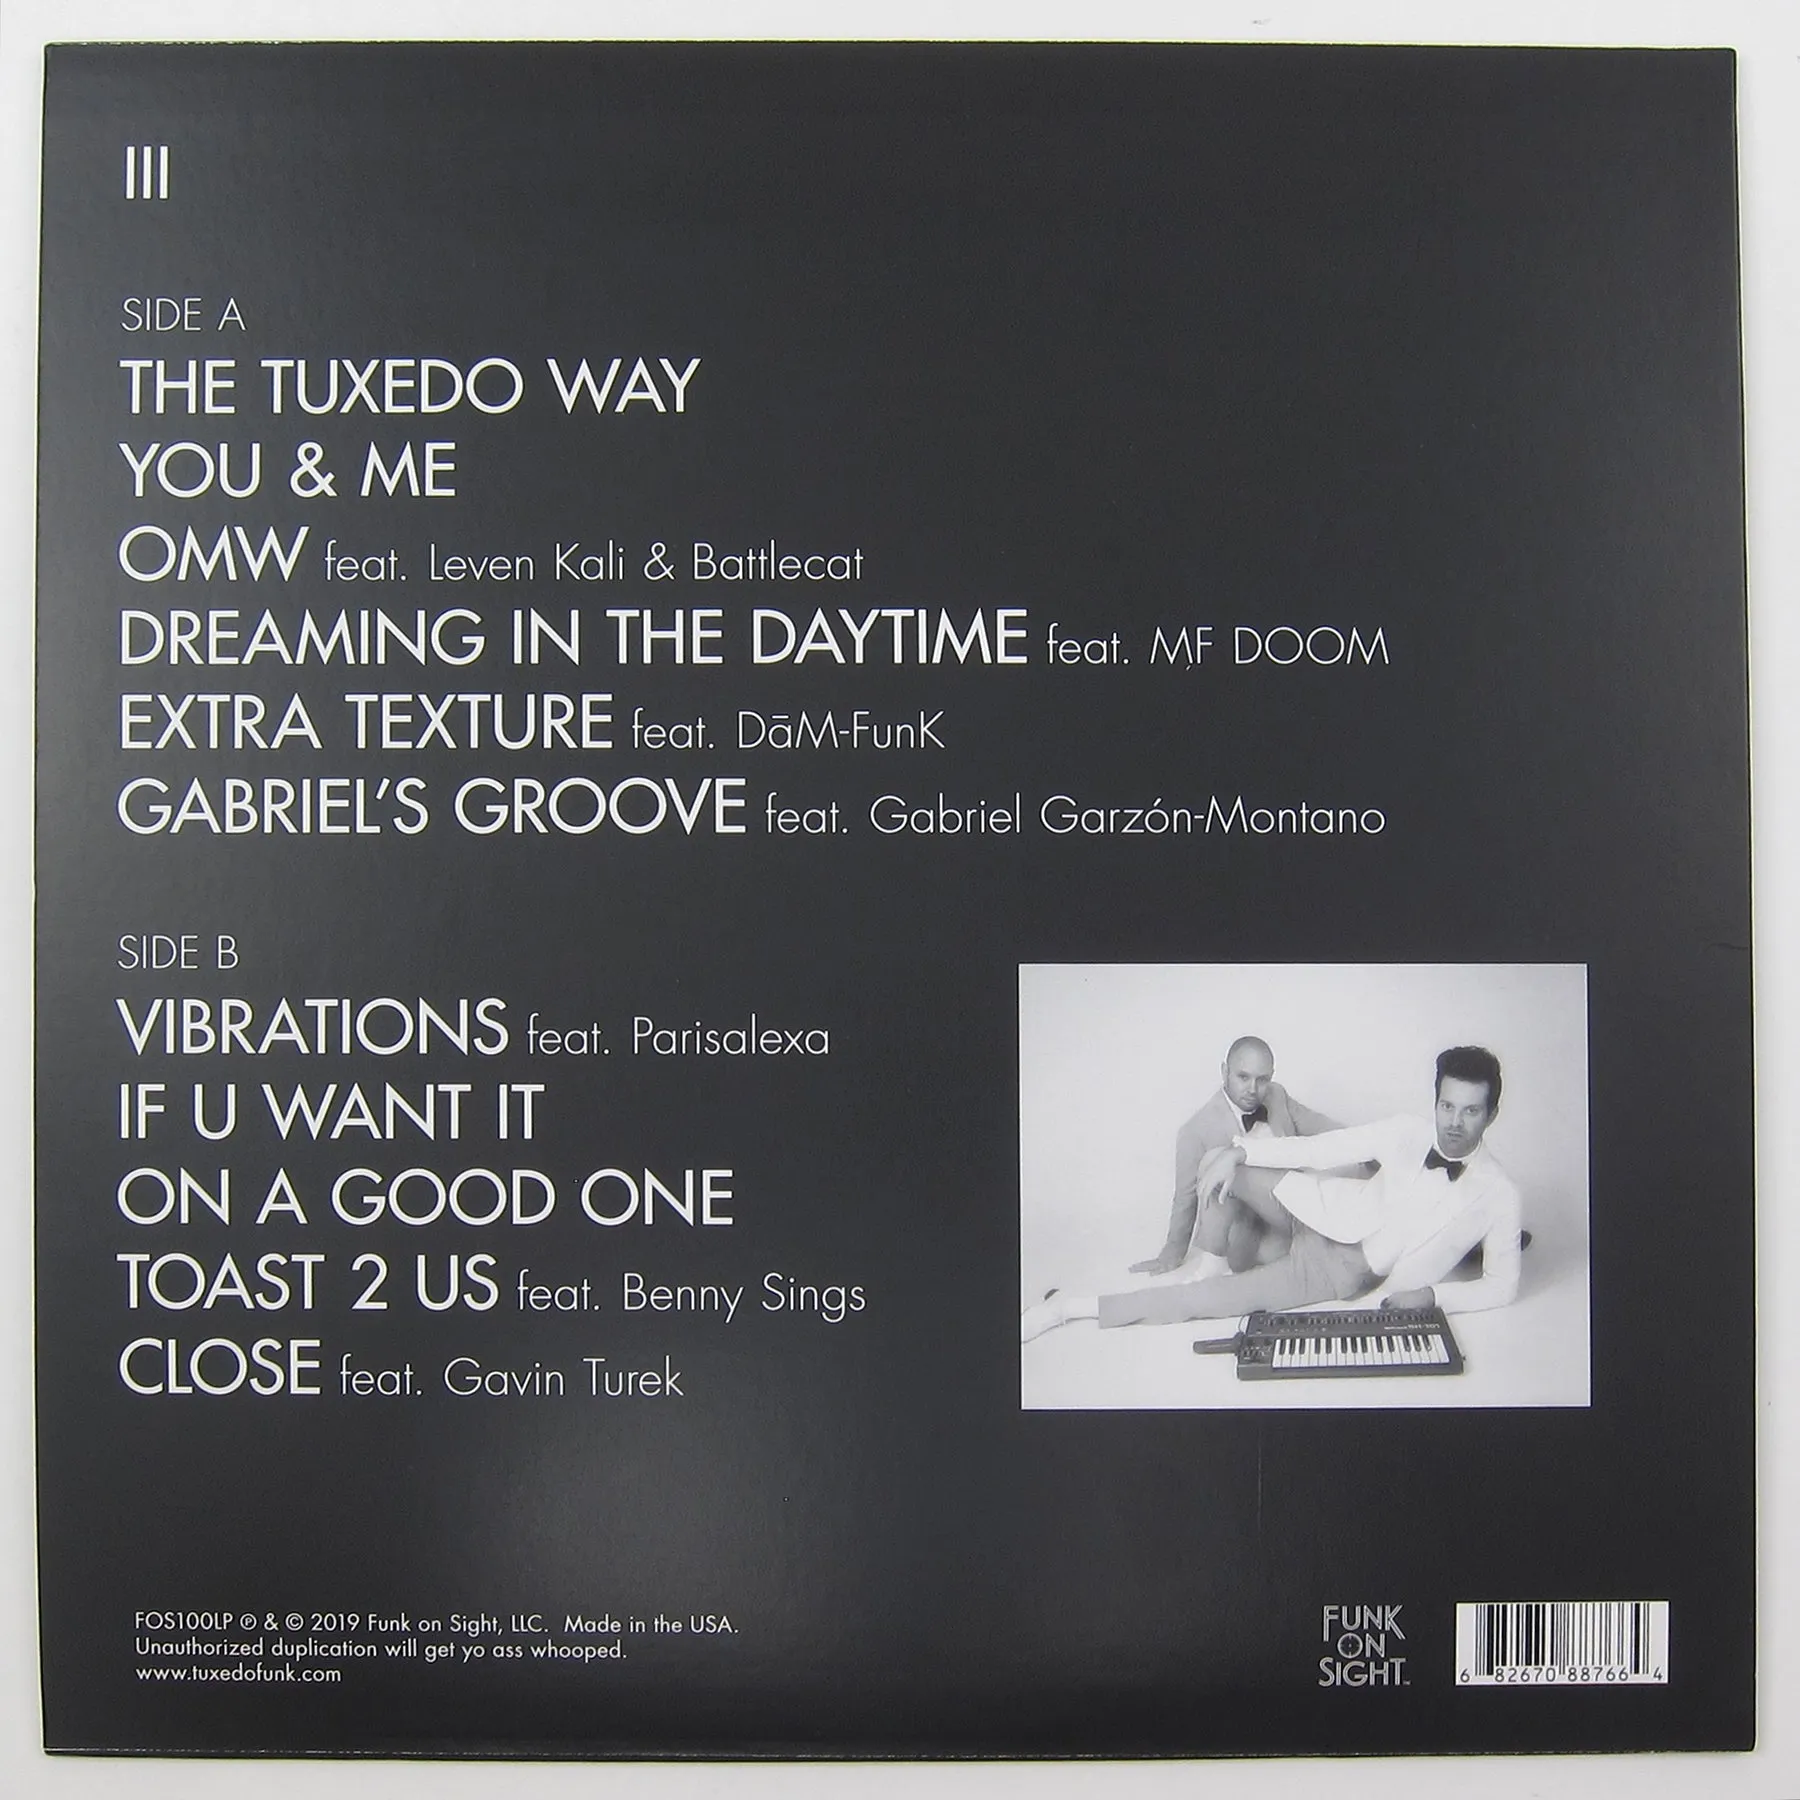 III
SIDE A
THE TUXEDO WAY
YOU & ME
OMW feat. Leven Kali & Battlecat
DREAMING IN THE DAYTIME feat. MF DOOM
EXTRA TEXTURE feat. DāM-FunK
GABRIEL'S GROOVE feat. Gabriel Garzón-Montano
SIDE B
VIBRATIONS feat. Parisalexa
IF U WANT IT
ON A GOOD ONE
TOAST 2 US feat. Benny Sings
CLOSE feat. Gavin Turek
SH-101
FOS100LP ℗ & © 2019 Funk on Sight, LLC. Made in the USA.
Unauthorized duplication will get yo ass whooped.
www.tuxedofunk.com
FUNK
ON
SIGHT™
6 82670 88766 4